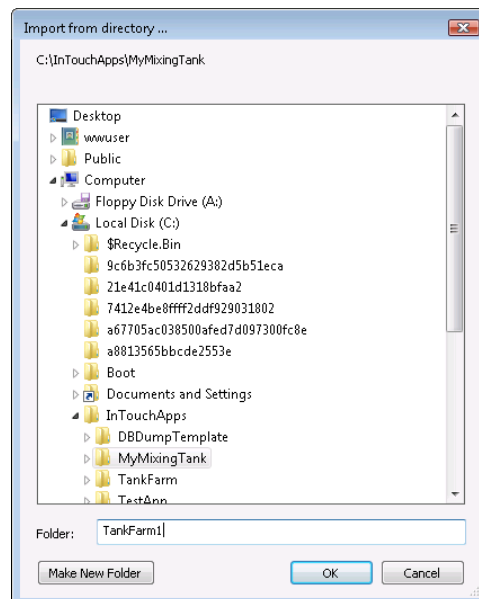 Import from directory ...
C:\InTouchApps\MyMixingTank
Desktop
wwuser
Public
Computer
Floppy Disk Drive (A:)
Local Disk (C:)
$Recycle.Bin
9c6b3fc50532629382d5b51eca
21e41c0401d1318bfaa2
7412e4be8ffff2ddf929031802
a67705ac038500afed7d097300fc8e
a8813565bbcde2553e
Boot
Documents and Settings
InTouchApps
DBDumpTemplate
MyMixingTank
TankFarm
TestApp
Folder: TankFarm1
Make New Folder OK Cancel